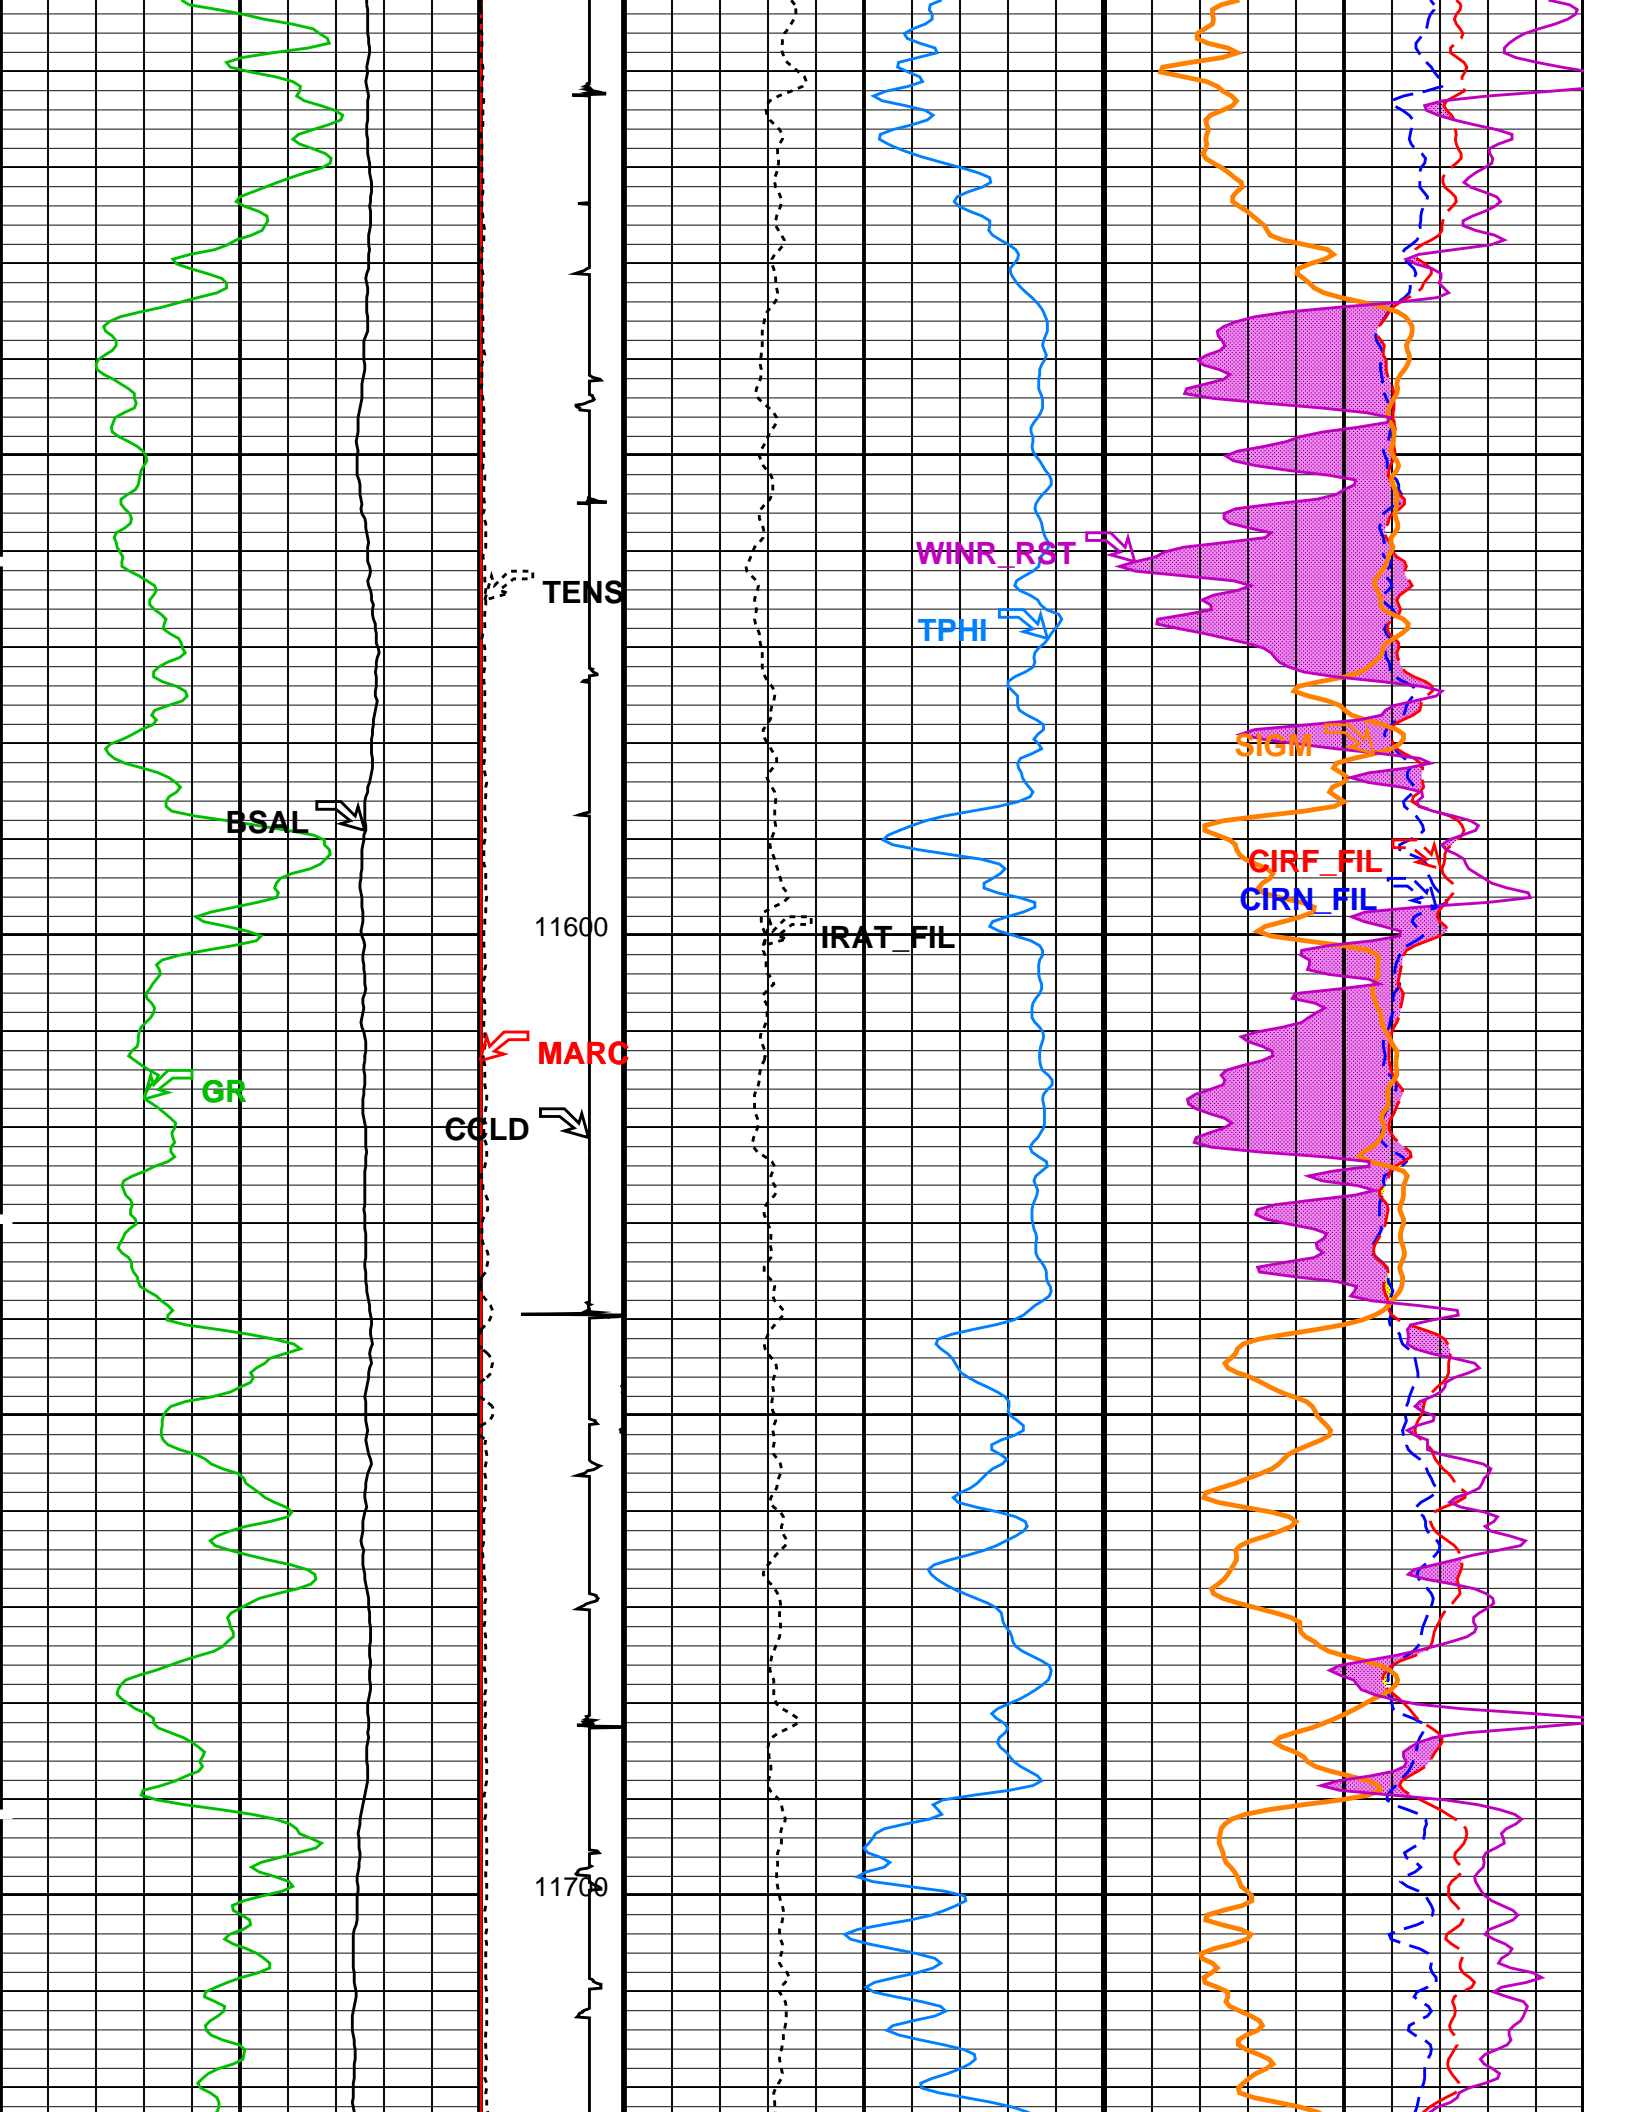 WINR_RST
TENS
TPHI
SIGM
BSAL
CIRF_FIL
CIRN_FIL
11600
IRAT_FIL
MARC
GR
CCLD
11700